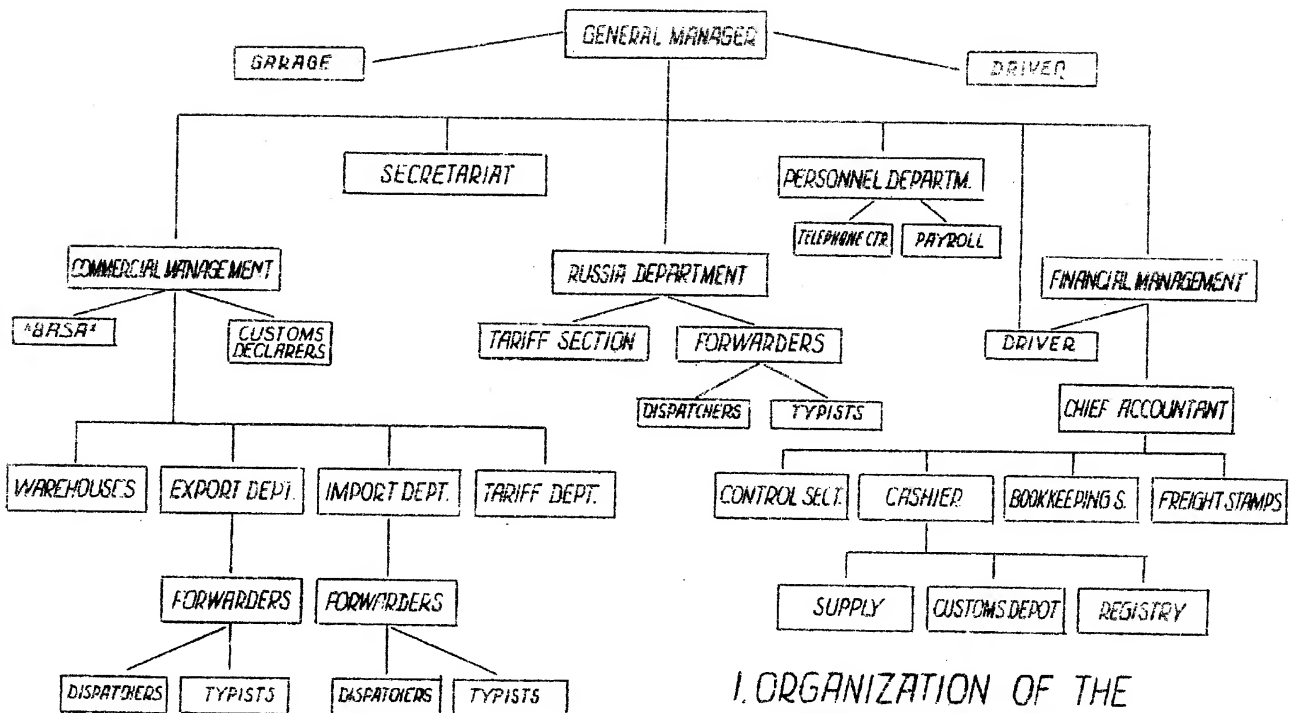 GENERAL MANAGER
GARAGE
DRIVER
SECRETARIAT
PERSONNEL DEPARTM.
TELEPHONE CTR.
PAYROLL
COMMERCIAL MANAGEMENT
RUSSIA DEPARTMENT
FINANCIAL MANAGEMENT
CUSTOMS
DECLARERS
TARIFF SECTION
FORWARDERS
DRIVER
DISPATCHERS
TYPISTS
CHIEF ACCOUNTANT
WAREHOUSES
EXPORT DEPT.
IMPORT DEPT.
TARIFF DEPT.
CONTROL SECT.
CASHIER
BOOKKEEPING S.
FREIGHT STAMPS
FORWARDERS
FORWARDERS
SUPPLY
CUSTOMS DEPOT
REGISTRY
DISPATCHERS
TYPISTS
DISPATCHERS
TYPISTS
I. ORGANIZATION OF THE